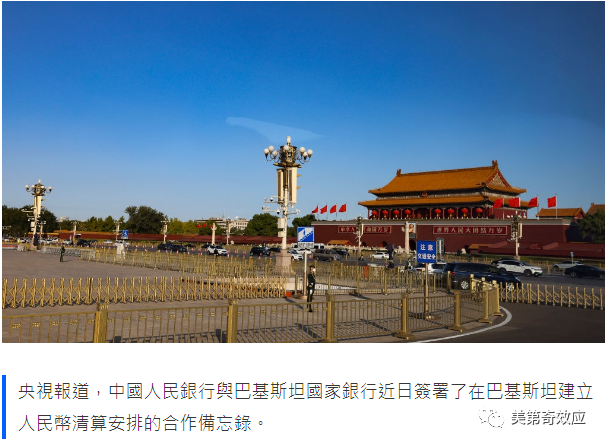 注意
央視報道，中國人民銀行與巴基斯坦國家銀行近日簽署了在巴基斯坦建立
人民幣清算安排的合作備忘錄。
美第奇效应